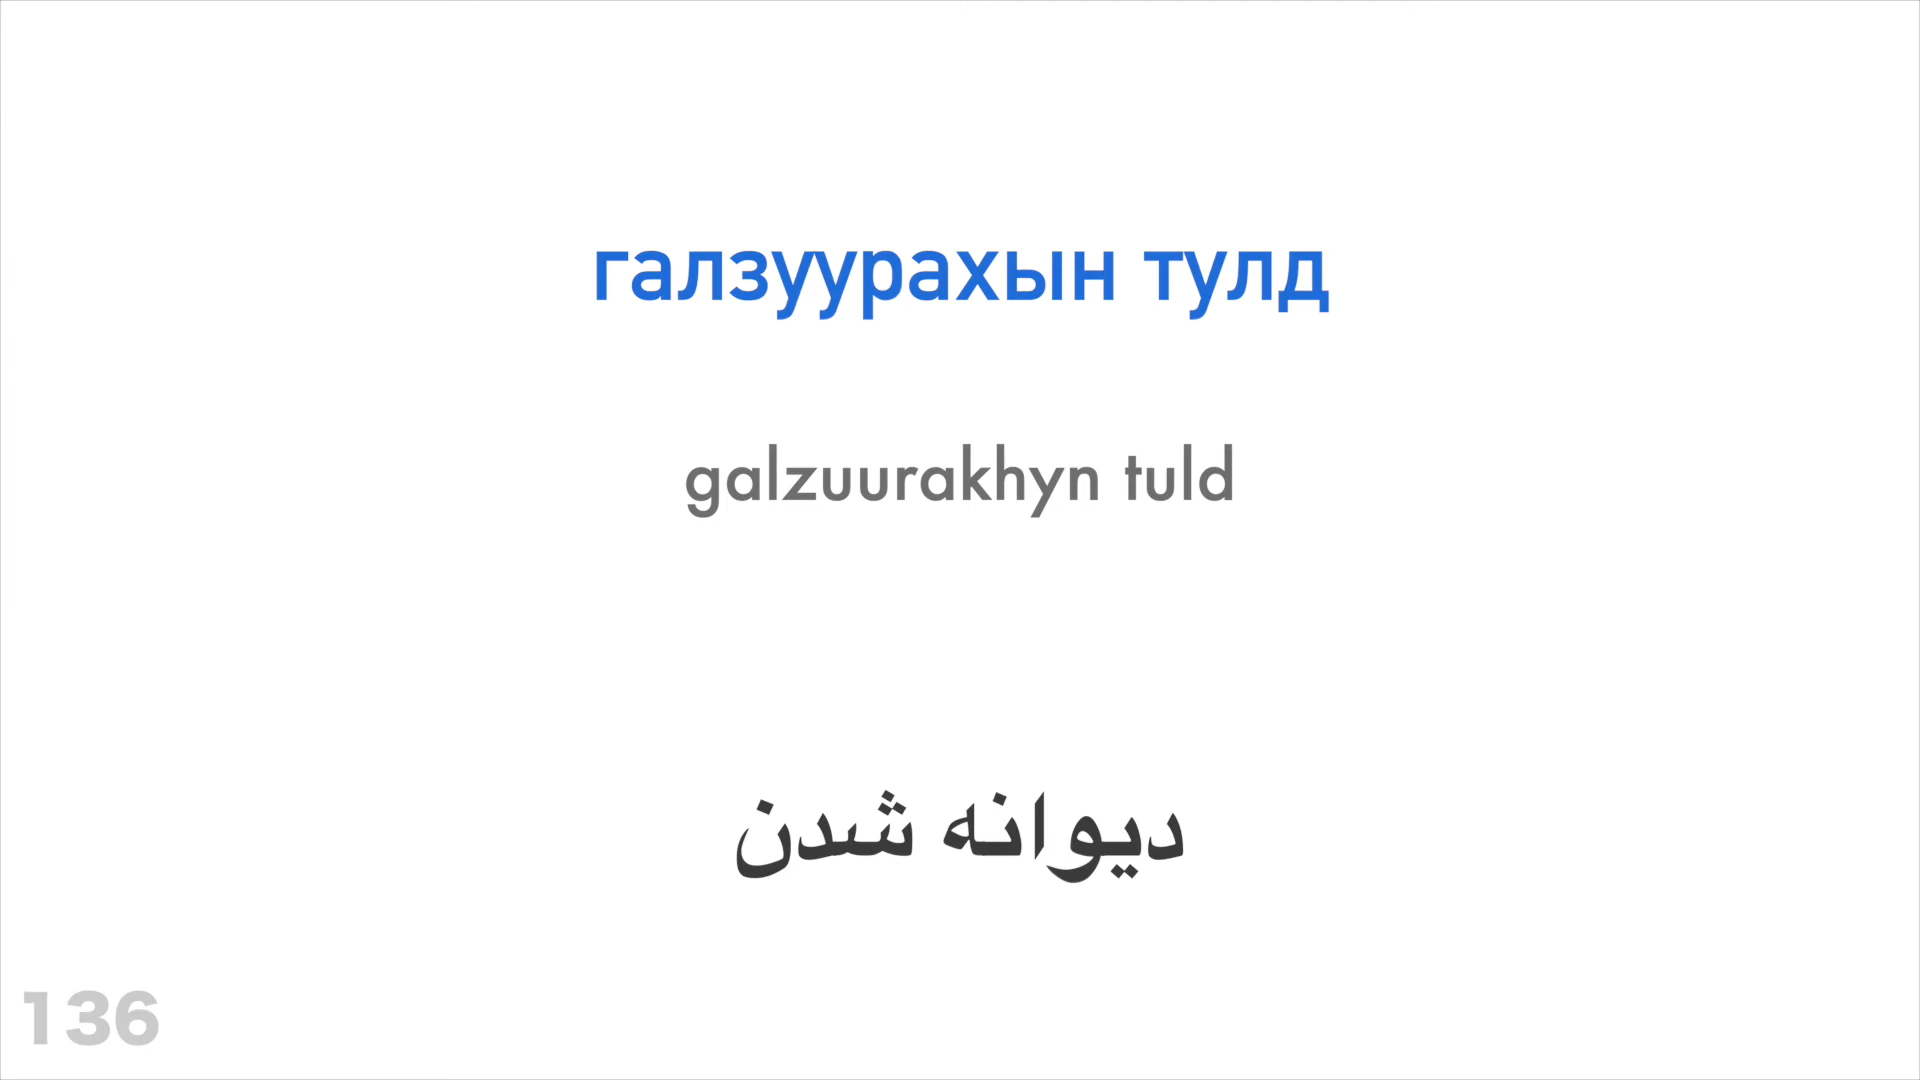 галзуурахын тулд
galzuurakhyn tuld
دیوانه شدن
136